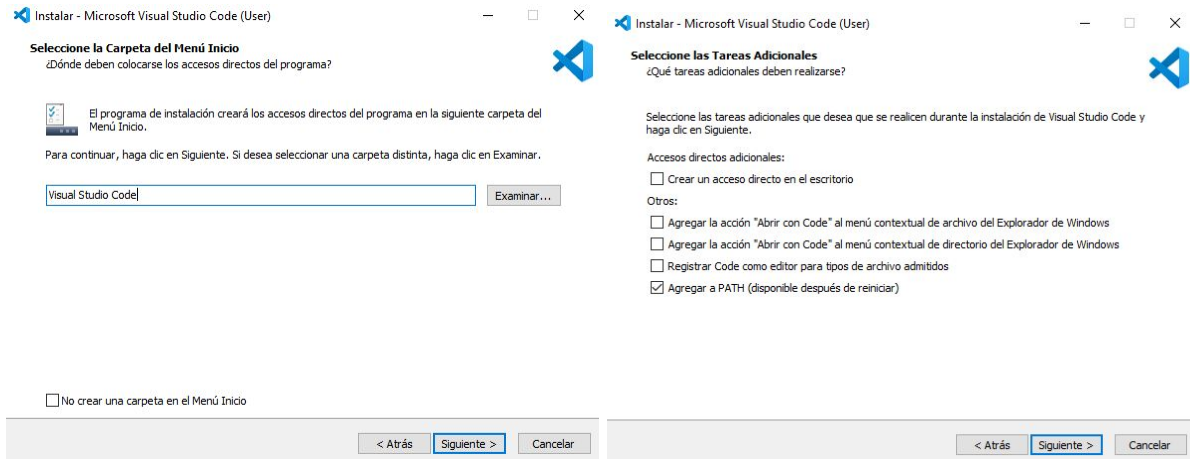 Instalar - Microsoft Visual Studio Code (User)
Seleccione la Carpeta del Menú Inicio
¿Dónde deben colocarse los accesos directos del programa?
El programa de instalación creará los accesos directos del programa en la siguiente carpeta del
Menú Inicio.
Para continuar, haga clic en Siguiente. Si desea seleccionar una carpeta distinta, haga clic en Examinar.
Visual Studio Code
Examinar...
No crear una carpeta en el Menú Inicio
< Atrás
Siguiente >
Cancelar
Instalar - Microsoft Visual Studio Code (User)
Seleccione las Tareas Adicionales
¿Qué tareas adicionales deben realizarse?
Seleccione las tareas adicionales que desea que se realicen durante la instalación de Visual Studio Code y
haga clic en Siguiente.
Accesos directos adicionales:
Crear un acceso directo en el escritorio
Otros:
Agregar la acción "Abrir con Code" al menú contextual de archivo del Explorador de Windows
Agregar la acción "Abrir con Code" al menú contextual de directorio del Explorador de Windows
Registrar Code como editor para tipos de archivo admitidos
Agregar a PATH (disponible después de reiniciar)
< Atrás
Siguiente >
Cancelar